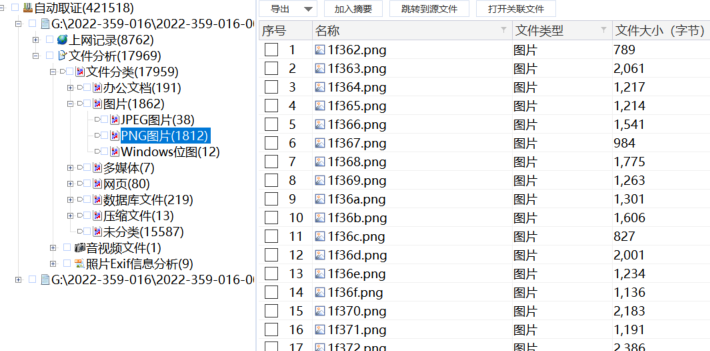 自动取证(421518)
G:\2022-359-016\2022-359-016
上网记录(8762)
文件分析(17969)
文件分类(17959)
办公文档(191)
图片(1862)
JPEG图片(38)
PNG图片(1812)
Windows位图(12)
多媒体(7)
网页(80)
数据库文件(219)
压缩文件(13)
未分类(15587)
音视频文件(1)
照片Exif信息分析(9)
G:\2022-359-016\2022-359-016-0
导出 加入摘要 跳转到源文件 打开关联文件
序号 名称 文件类型 文件大小（字节）
1 1f362.png 图片 789
2 1f363.png 图片 2,061
3 1f364.png 图片 1,217
4 1f365.png 图片 1,214
5 1f366.png 图片 1,541
6 1f367.png 图片 984
7 1f368.png 图片 1,775
8 1f369.png 图片 1,263
9 1f36a.png 图片 1,301
10 1f36b.png 图片 1,606
11 1f36c.png 图片 827
12 1f36d.png 图片 2,001
13 1f36e.png 图片 1,234
14 1f36f.png 图片 1,136
15 1f370.png 图片 2,183
16 1f371.png 图片 1,191
17 1f372.png 图片 2,386